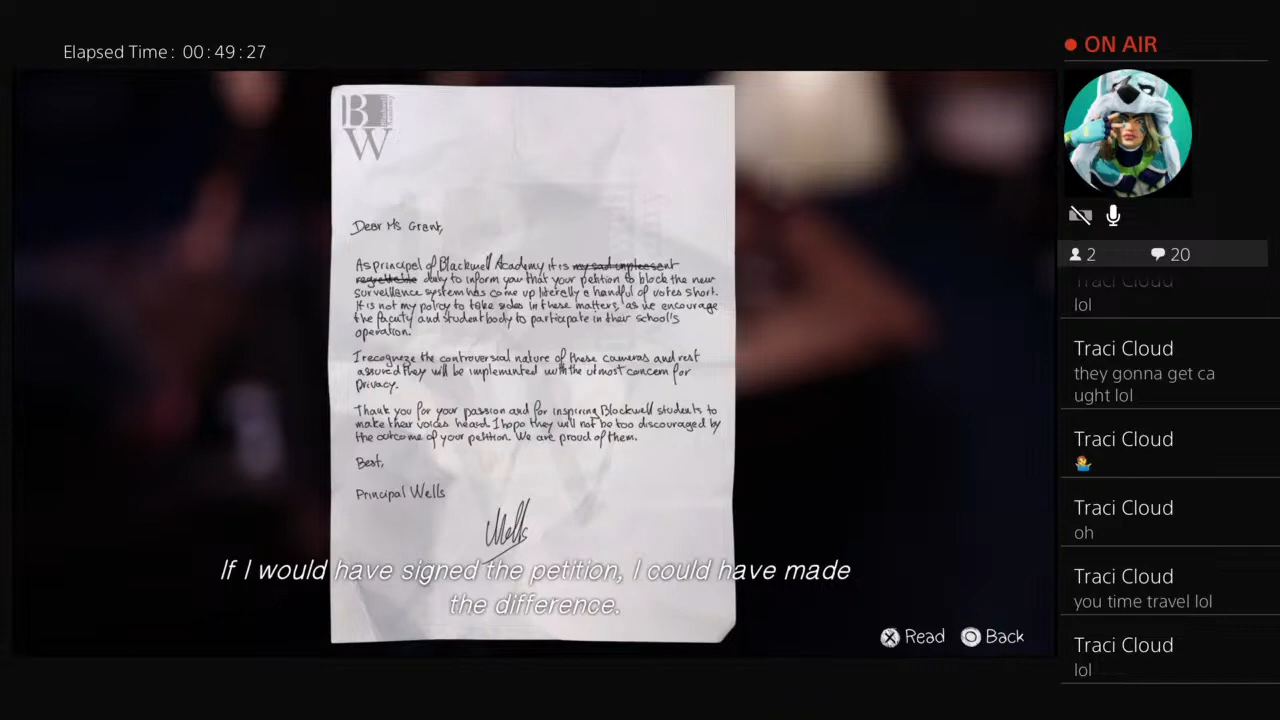 Elapsed Time: 00:49:27
ON AIR
2
20
BW
Dear Ms Grant,
As principel of Blackwell Academy it is my sad unpleesent
regrettable duty to inform you that your petition to block the new
surveillance system has come up literally a handful of votes short.
It is not my policy to take sides in these matters, as we encourage
the faculty and student body to participate in their school's
operation.
I recogneze the controversial nature of these cameras and rest
assured they will be implemented with the utmost concern for
Privacy.
Thank you for your passion and for inspiring Blackwell students to
make their voices heard. I hope they will not be too discouraged by
the outcome of your petition. We are proud of them.
Best,
Principal Wells
Wells
If I would have signed the petition, I could have made
the difference.
Read
Back
Traci Cloud
lol
Traci Cloud
they gonna get ca
ught lol
Traci Cloud
Traci Cloud
oh
Traci Cloud
you time travel lol
Traci Cloud
lol